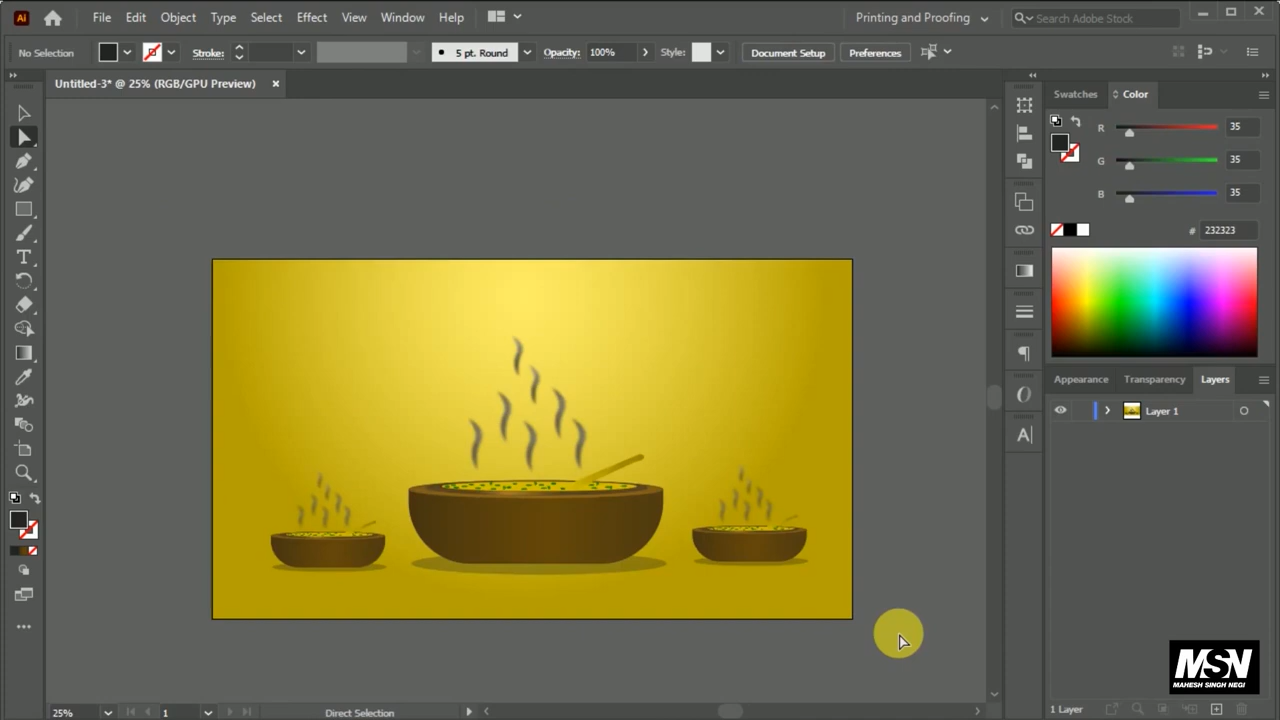 Ai File Edit Object Type Select Effect View Window Help Printing and Proofing Search Adobe Stock
No Selection Stroke: 5 pt. Round Opacity: 100% Style: Document Setup Preferences
Untitled-3* @ 25% (RGB/GPU Preview)
Swatches Color
R 35
G 35
B 35
# 232323
Appearance Transparency Layers
Layer 1
MSN
MAHESH SINGH NEGI
25% 1 Direct Selection 1 Layer